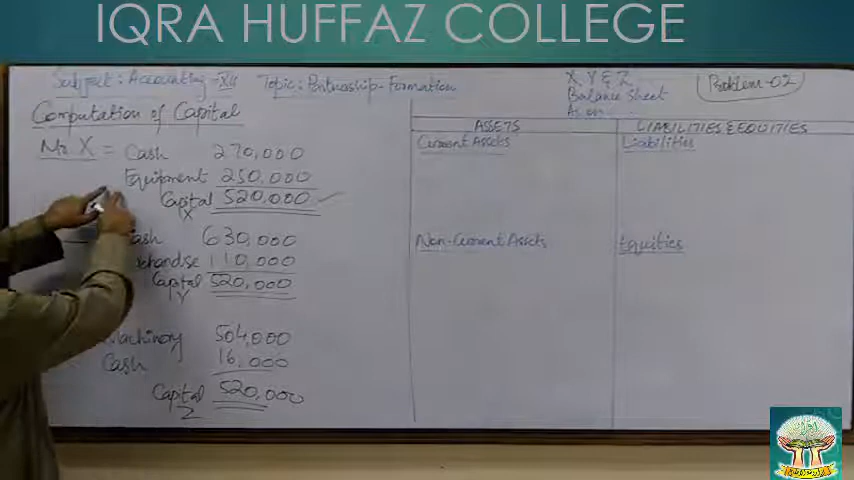 IQRA HUFFAZ COLLEGE
Subject: Accounting - XII Topic: Partnership-Formation
X, Y & Z
Balance Sheet
As on
Problem-02
Computation of Capital
Mr. X = Cash 270,000
Equipment 250,000
Capital 520,000
X
ash 630,000
chandise 110,000
Capital 520,000
Y
Machinery 504,000
Cash 16,000
Capital 520,000
Z
ASSETS LIABILITIES & EQUITIES
Current Assets Liabilities
Non-Current Assets Equities